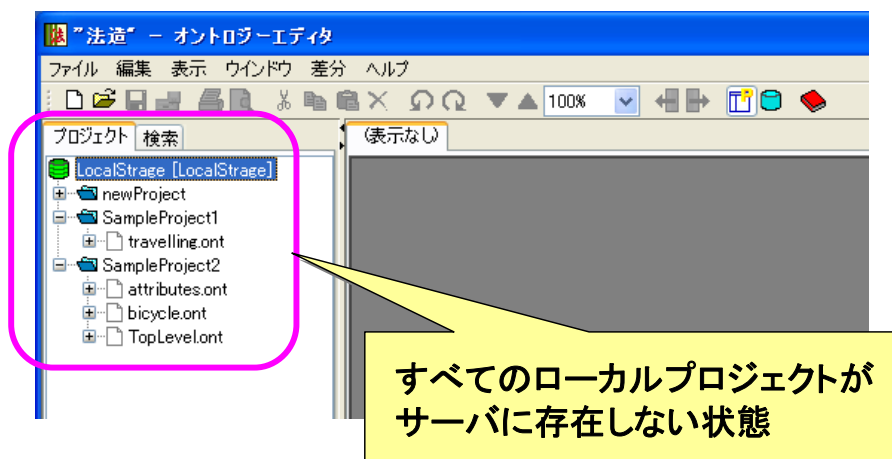 法 ”法造“ － オントロジーエディタ
ファイル 編集 表示 ウインドウ 差分 ヘルプ
100%
プロジェクト 検索 (表示なし)
LocalStrage [LocalStrage]
newProject
SampleProject1
travelling.ont
SampleProject2
attributes.ont
bicycle.ont
TopLevel.ont
すべてのローカルプロジェクトが
サーバに存在しない状態